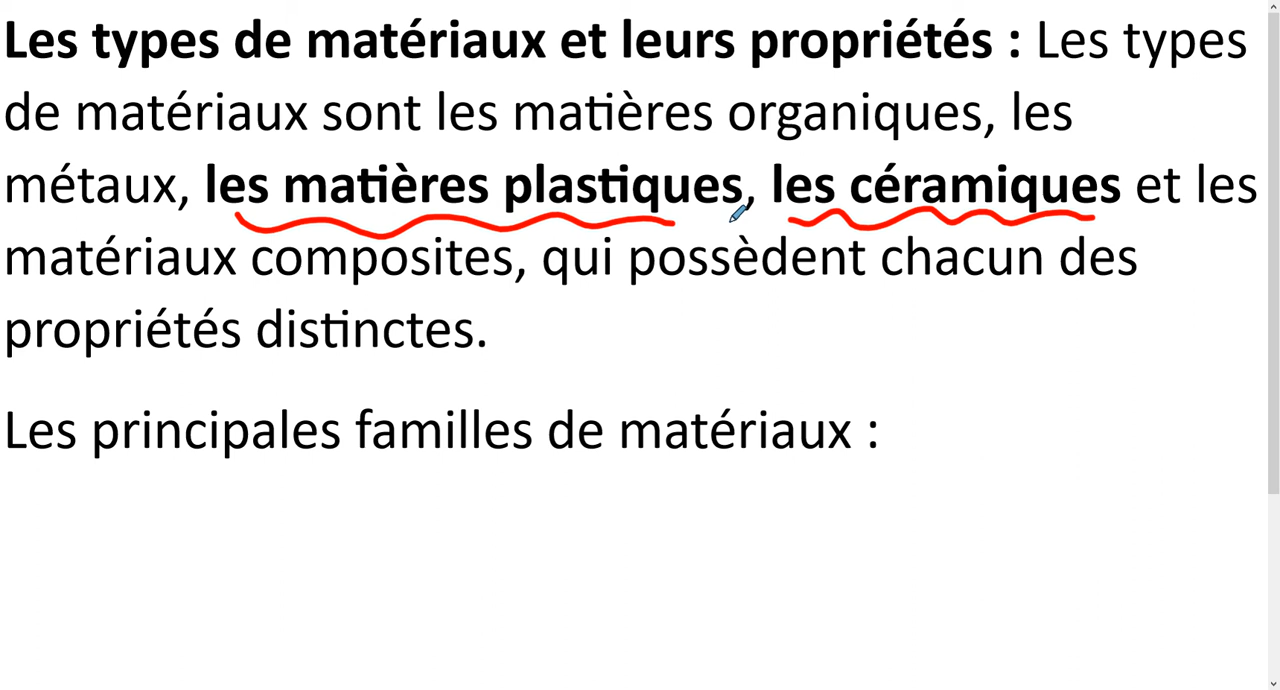 Les types de matériaux et leurs propriétés : Les types
de matériaux sont les matières organiques, les
métaux, les matières plastiques, les céramiques et les
matériaux composites, qui possèdent chacun des
propriétés distinctes.
Les principales familles de matériaux :